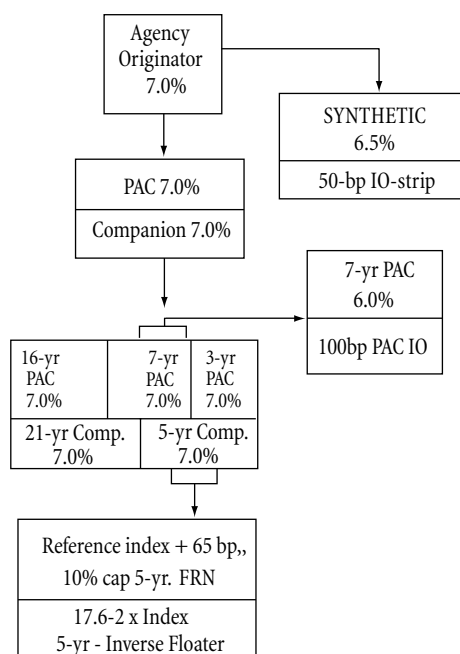 Agency
Originator
7.0%
SYNTHETIC
6.5%
50-bp IO-strip
PAC 7.0%
Companion 7.0%
7-yr PAC
6.0%
100bp PAC IO
16-yr
PAC
7.0%
7-yr
PAC
7.0%
3-yr
PAC
7.0%
21-yr Comp.
7.0%
5-yr Comp.
7.0%
Reference index + 65 bp,,
10% cap 5-yr. FRN
17.6-2 x Index
5-yr - Inverse Floater